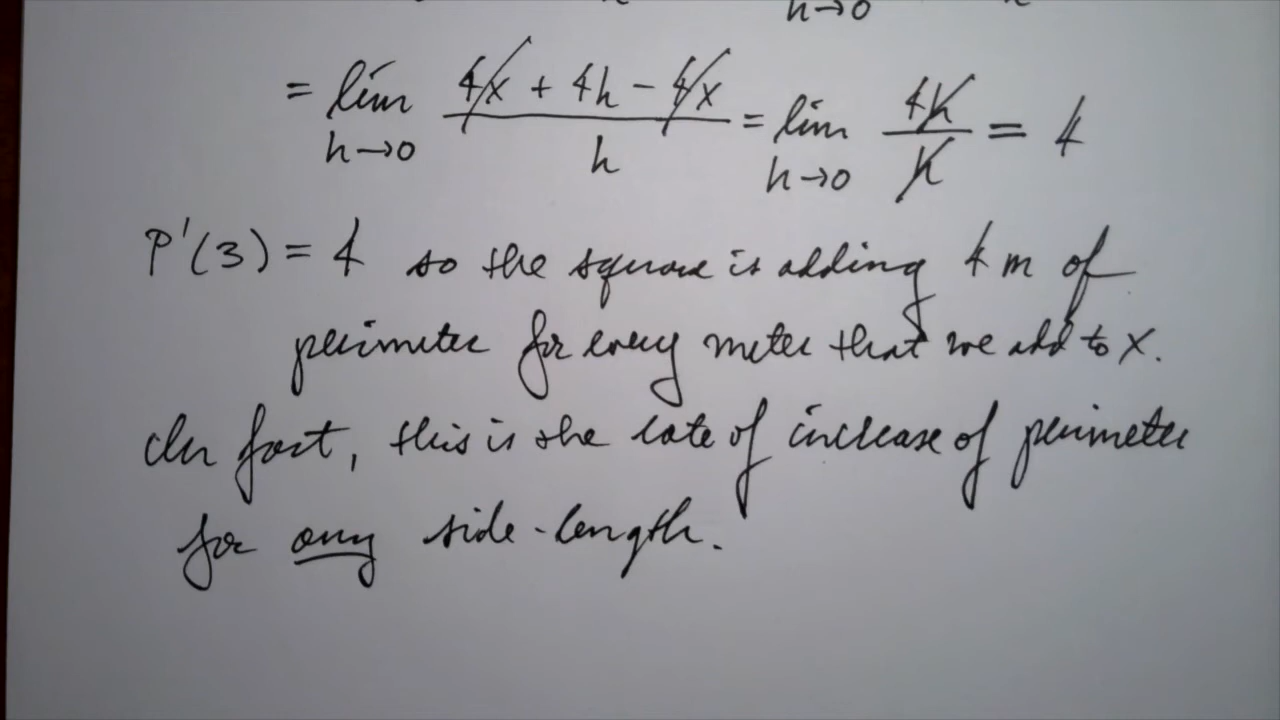 h→0
= lim (4x + 4h - 4x)/h = lim 4h/h = 4
h→0 h→0
P'(3) = 4 so the square is adding 4 m of
perimeter for every meter that we add to x.
In fact, this is the rate of increase of perimeter
for any side-length.